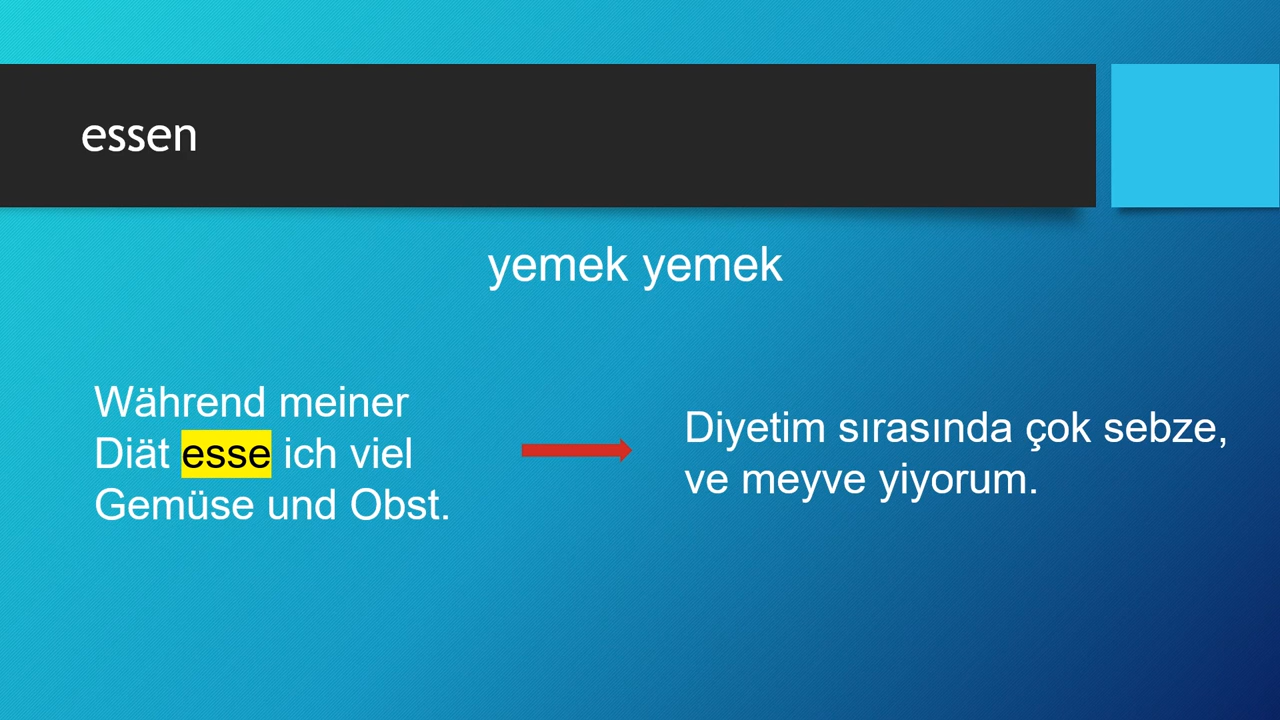 essen
yemek yemek
Während meiner
Diät esse ich viel
Gemüse und Obst.
Diyetim sırasında çok sebze,
ve meyve yiyorum.